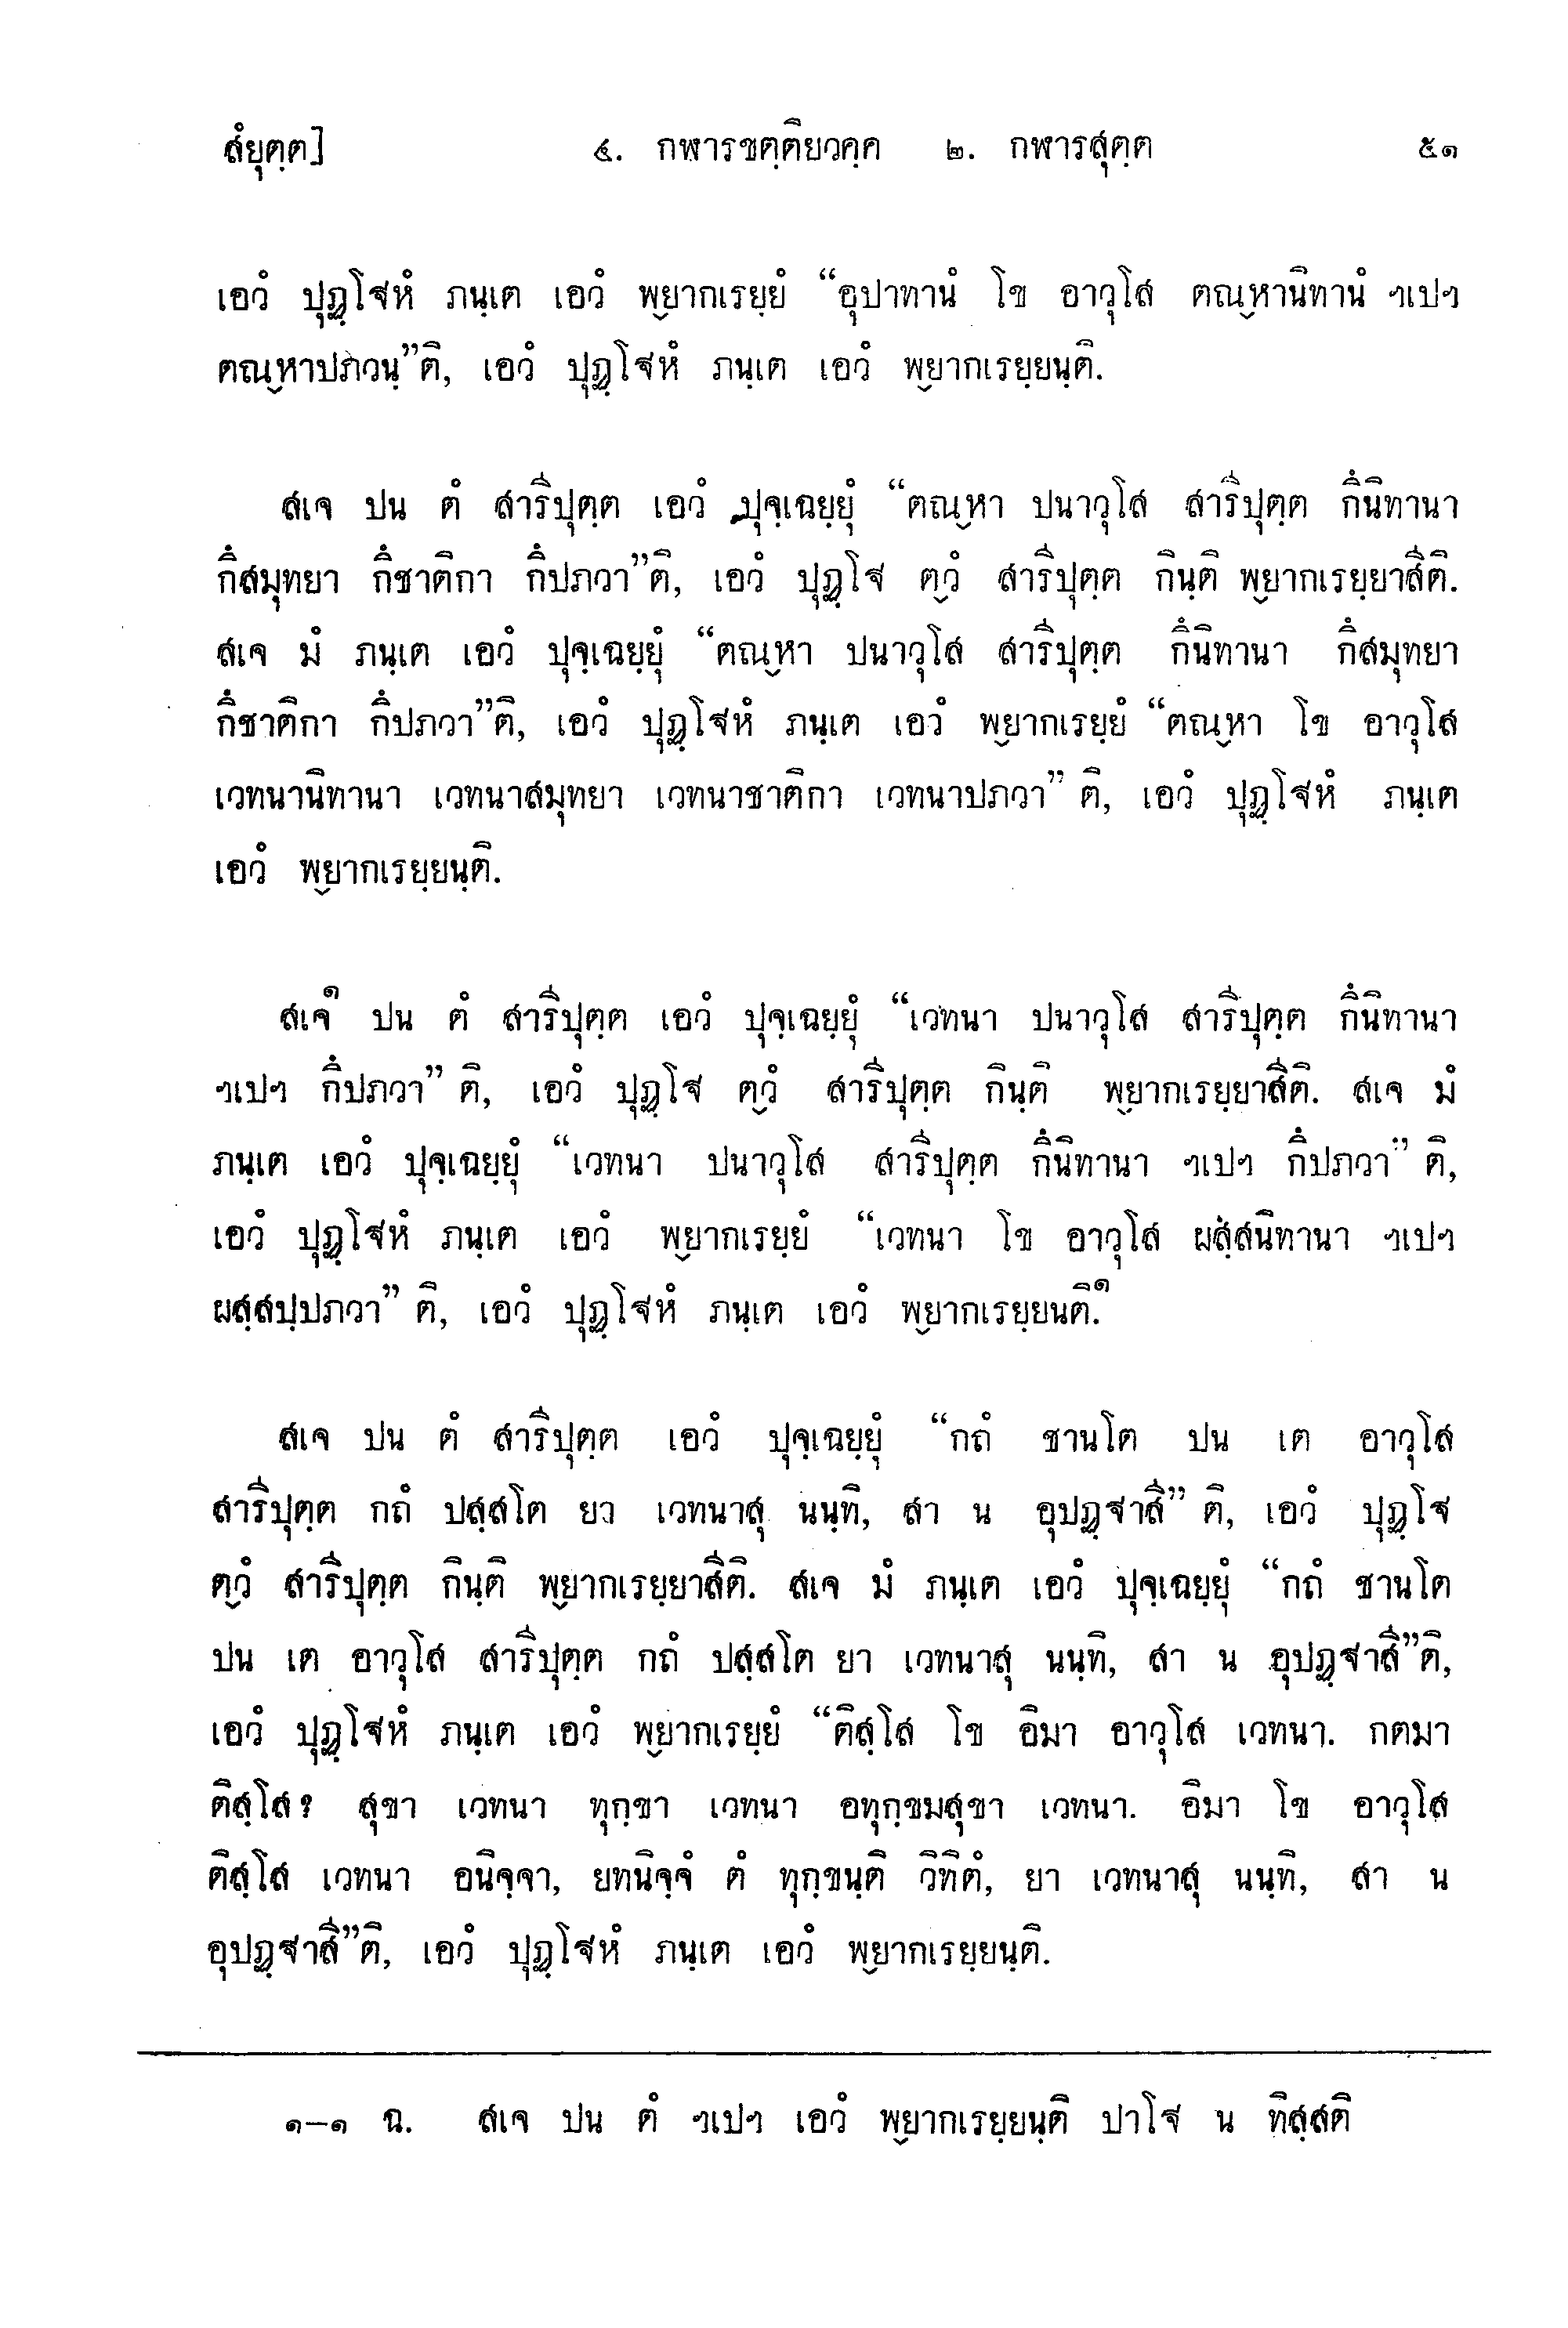 สํยุตฺต]	๔. กฬารขตฺติยวคฺค ๒. กฬารสุตฺต	๕๑
เอวํ ปุฏฺโฐหํ ภนฺเต เอวํ พฺยากเรยฺยํ “อุปาทานํ โข อาวุโส ตณฺหานิทานํ ฯเปฯ
ตณฺหาปภวนฺ”ติ, เอวํ ปุฏฺโฐหํ ภนฺเต เอวํ พฺยากเรยฺยนฺติ.
สเจ ปน ตํ สาริปุตฺต เอวํ ปุจฺเฉยฺยุํ “ตณฺหา ปนาวุโส สาริปุตฺต กึนิทานา
กึสมุทยา กึชาติกา กึปภวา”ติ, เอวํ ปุฏฺโฐ ตฺวํ สาริปุตฺต กินฺติ พฺยากเรยฺยาสีติ.
สเจ มํ ภนฺเต เอวํ ปุจฺเฉยฺยุํ “ตณฺหา ปนาวุโส สาริปุตฺต กึนิทานา กึสมุทยา
กึชาติกา กึปภวา”ติ, เอวํ ปุฏฺโฐหํ ภนฺเต เอวํ พฺยากเรยฺยํ “ตณฺหา โข อาวุโส
เวทนานิทานา เวทนาสมุทยา เวทนาชาติกา เวทนาปภวา” ติ, เอวํ ปุฏฺโฐหํ ภนฺเต
เอวํ พฺยากเรยฺยนฺติ.
สเจ๑ ปน ตํ สาริปุตฺต เอวํ ปุจฺเฉยฺยุํ “เวทนา ปนาวุโส สาริปุตฺต กึนิทานา
ฯเปฯ กึปภวา” ติ, เอวํ ปุฏฺโฐ ตฺวํ สาริปุตฺต กินฺติ พฺยากเรยฺยาสีติ. สเจ มํ
ภนฺเต เอวํ ปุจฺเฉยฺยุํ “เวทนา ปนาวุโส สาริปุตฺต กึนิทานา ฯเปฯ กึปภวา” ติ,
เอวํ ปุฏฺโฐหํ ภนฺเต เอวํ พฺยากเรยฺยํ “เวทนา โข อาวุโส ผสฺสนิทานา ฯเปฯ
ผสฺสปฺปภวา” ติ, เอวํ ปุฏฺโฐหํ ภนฺเต เอวํ พฺยากเรยฺยนติ.๑
สเจ ปน ตํ สาริปุตฺต เอวํ ปุจฺเฉยฺยุํ “กถํ ชานโต ปน เต อาวุโส
สาริปุตฺต กถํ ปสฺสโต ยา เวทนาสุ นนฺทิ, สา น อุปฏฺฐาสี” ติ, เอวํ ปุฏฺโฐ
ตฺวํ สาริปุตฺต กินฺติ พฺยากเรยฺยาสีติ. สเจ มํ ภนฺเต เอวํ ปุจฺเฉยฺยุํ “กถํ ชานโต
ปน เต อาวุโส สาริปุตฺต กถํ ปสฺสโต ยา เวทนาสุ นนฺทิ, สา น อุปฏฺฐาสี”ติ,
เอวํ ปุฏฺโฐหํ ภนฺเต เอวํ พฺยากเรยฺยํ “ติสฺโส โข อิมา อาวุโส เวทนา. กตมา
ติสฺโส? สุขา เวทนา ทุกฺขา เวทนา อทุกฺขมสุขา เวทนา. อิมา โข อาวุโส
ติสฺโส เวทนา อนิจฺจา, ยทนิจฺจํ ตํ ทุกฺขนฺติ วิทิตํ, ยา เวทนาสุ นนฺทิ, สา น
อุปฏฺฐาสี”ติ, เอวํ ปุฏฺโฐหํ ภนฺเต เอวํ พฺยากเรยฺยนฺติ.
๑–๑ ฉ. สเจ ปน ตํ ฯเปฯ เอวํ พฺยากเรยฺยนฺติ ปาโฐ น ทิสฺสติ